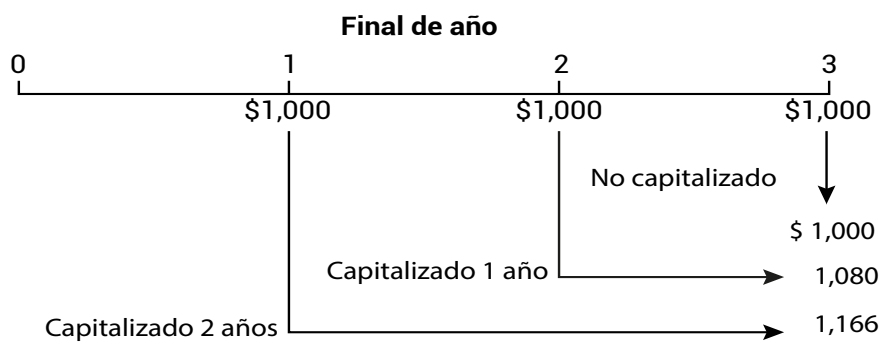 Final de año
0 1 2 3
$1,000 $1,000 $1,000
No capitalizado
$ 1,000
Capitalizado 1 año 1,080
Capitalizado 2 años 1,166